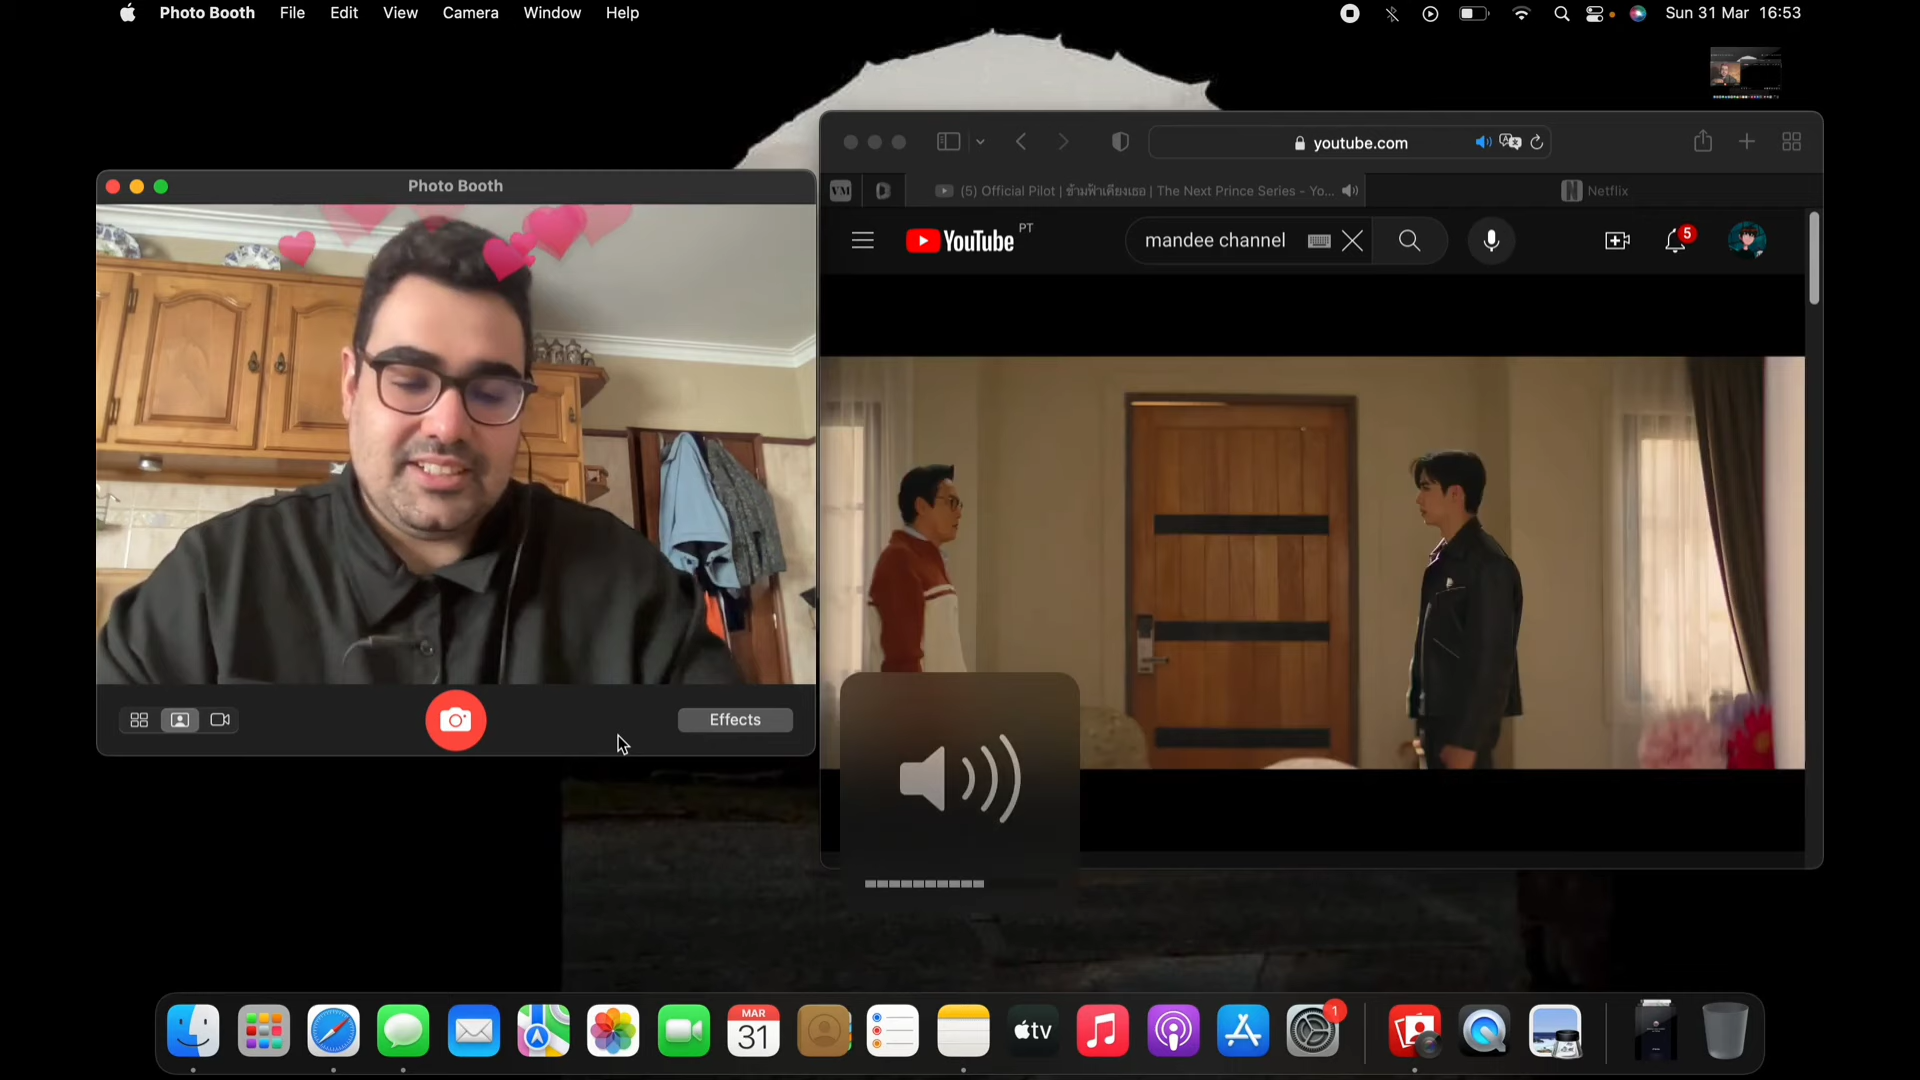 Photo Booth File Edit View Camera Window Help Sun 31 Mar 16:53
youtube.com
Photo Booth
VM (5) Official Pilot | ข้ามฟ้าเคียงเธอ | The Next Prince Series - Yo... N Netflix
YouTube PT mandee channel 5
Effects
MAR
31
tv
1